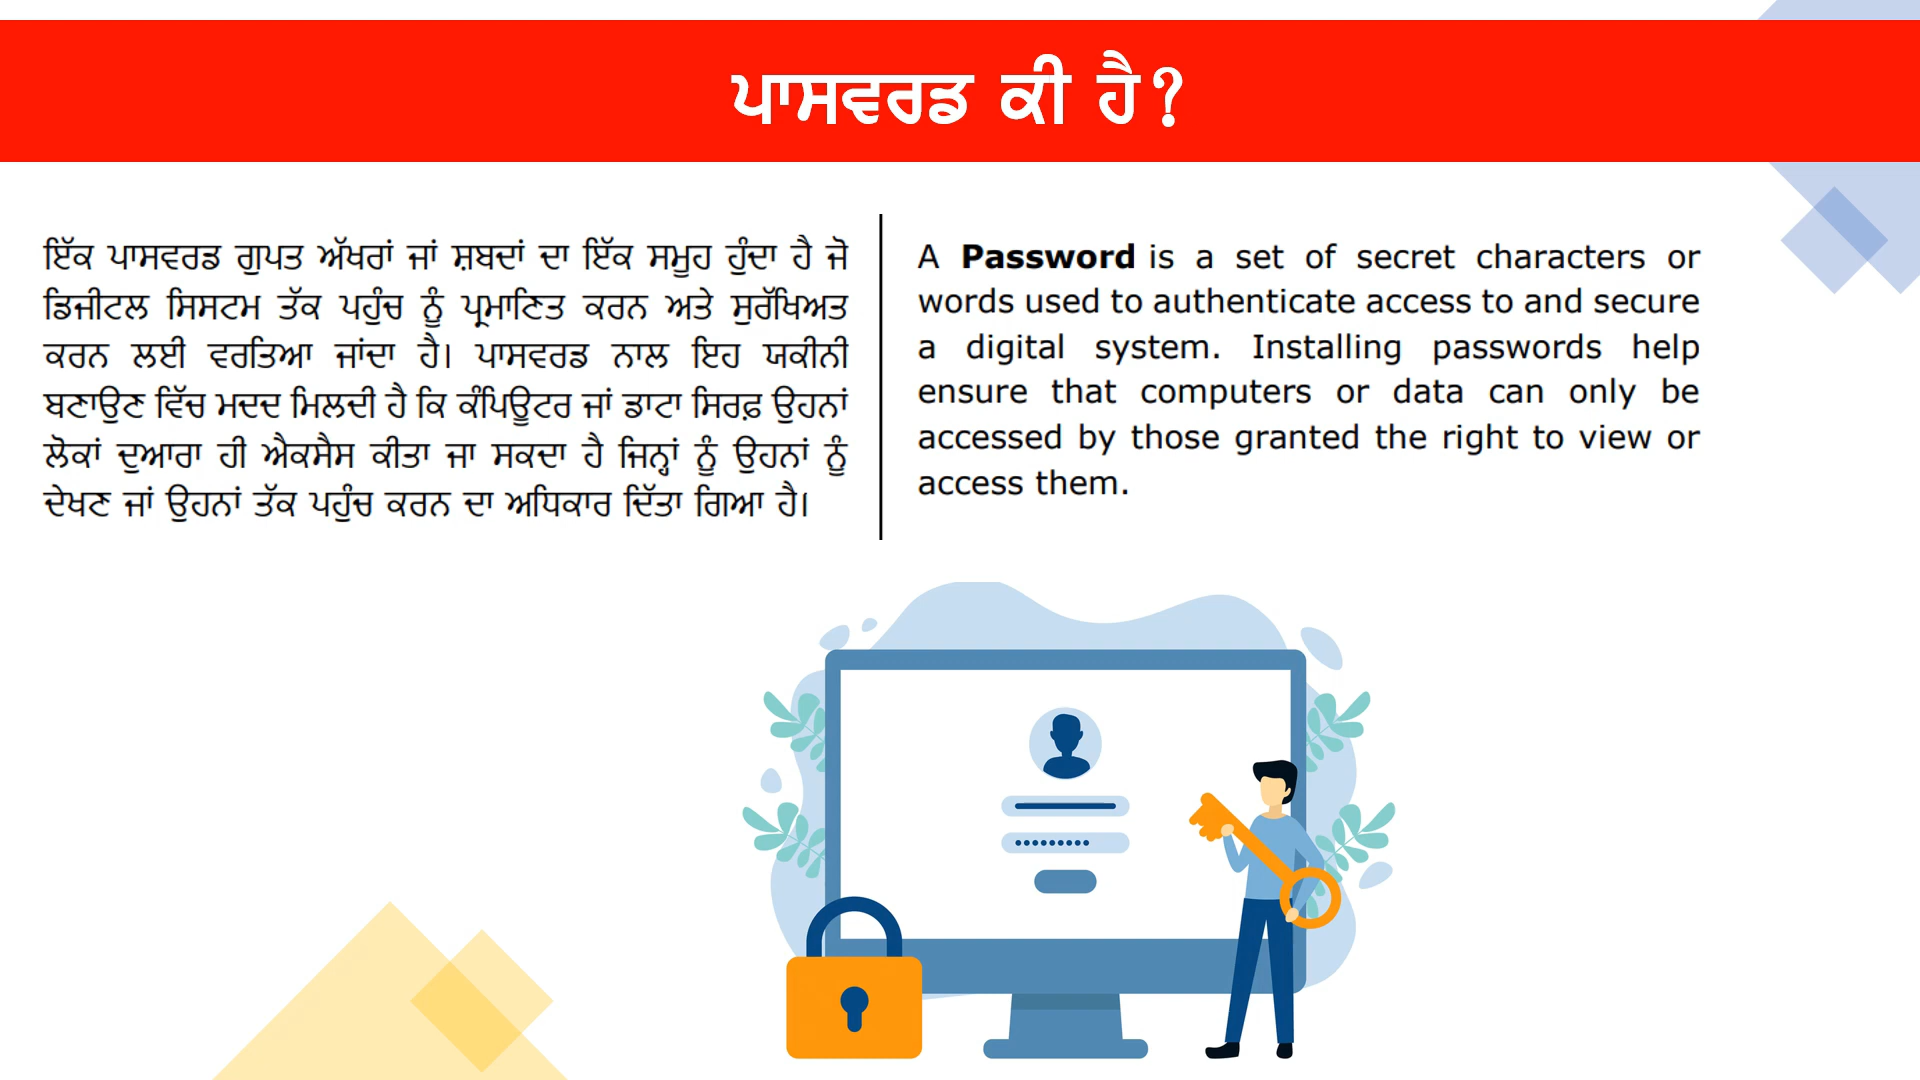 ਪਾਸਵਰਡ ਕੀ ਹੈ?
ਇੱਕ ਪਾਸਵਰਡ ਗੁਪਤ ਅੱਖਰਾਂ ਜਾਂ ਸ਼ਬਦਾਂ ਦਾ ਇੱਕ ਸਮੂਹ ਹੁੰਦਾ ਹੈ ਜੋ
ਡਿਜੀਟਲ ਸਿਸਟਮ ਤੱਕ ਪਹੁੰਚ ਨੂੰ ਪ੍ਰਮਾਣਿਤ ਕਰਨ ਅਤੇ ਸੁਰੱਖਿਅਤ
ਕਰਨ ਲਈ ਵਰਤਿਆ ਜਾਂਦਾ ਹੈ। ਪਾਸਵਰਡ ਨਾਲ ਇਹ ਯਕੀਨੀ
ਬਣਾਉਣ ਵਿੱਚ ਮਦਦ ਮਿਲਦੀ ਹੈ ਕਿ ਕੰਪਿਊਟਰ ਜਾਂ ਡਾਟਾ ਸਿਰਫ਼ ਉਹਨਾਂ
ਲੋਕਾਂ ਦੁਆਰਾ ਹੀ ਐਕਸੈਸ ਕੀਤਾ ਜਾ ਸਕਦਾ ਹੈ ਜਿਨ੍ਹਾਂ ਨੂੰ ਉਹਨਾਂ ਨੂੰ
ਦੇਖਣ ਜਾਂ ਉਹਨਾਂ ਤੱਕ ਪਹੁੰਚ ਕਰਨ ਦਾ ਅਧਿਕਾਰ ਦਿੱਤਾ ਗਿਆ ਹੈ।
A Password is a set of secret characters or
words used to authenticate access to and secure
a digital system. Installing passwords help
ensure that computers or data can only be
accessed by those granted the right to view or
access them.